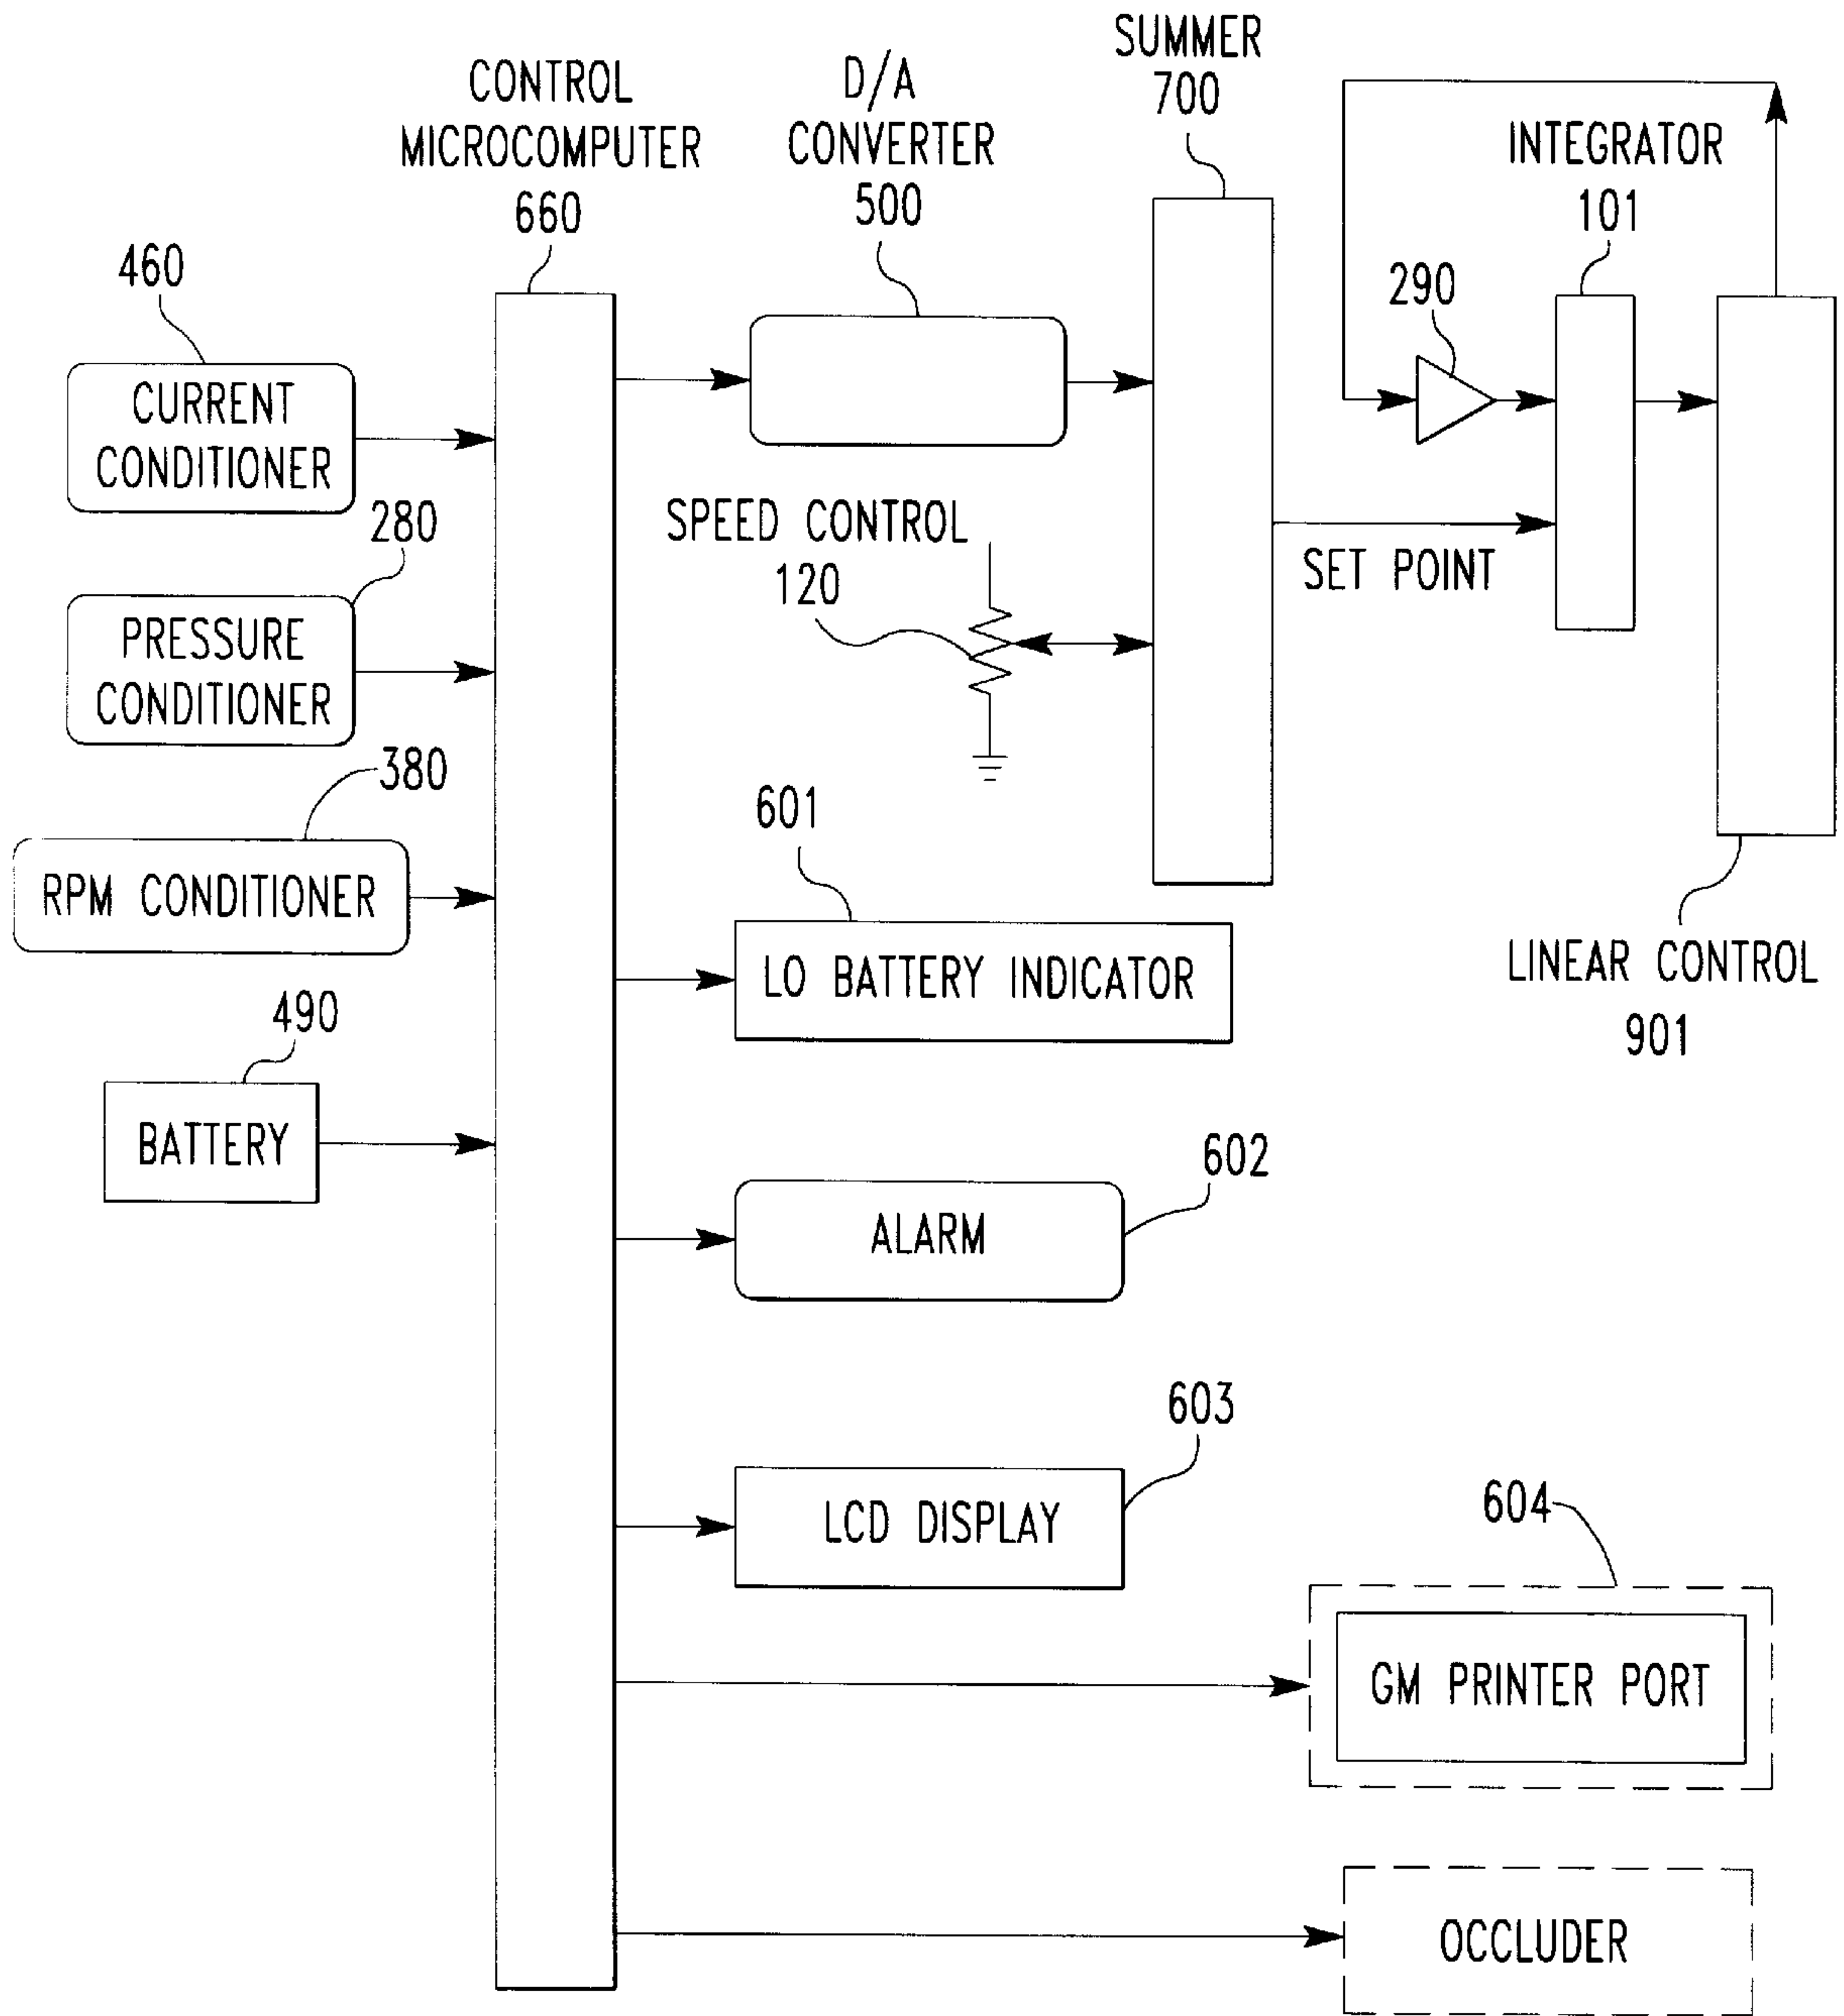 CONTROL
MICROCOMPUTER
660
D/A
CONVERTER
500
SUMMER
700
INTEGRATOR
101
290
460
CURRENT
CONDITIONER
280
PRESSURE
CONDITIONER
380
RPM CONDITIONER
490
BATTERY
SPEED CONTROL
120
SET POINT
LINEAR CONTROL
901
601
LO BATTERY INDICATOR
602
ALARM
603
LCD DISPLAY
604
GM PRINTER PORT
OCCLUDER